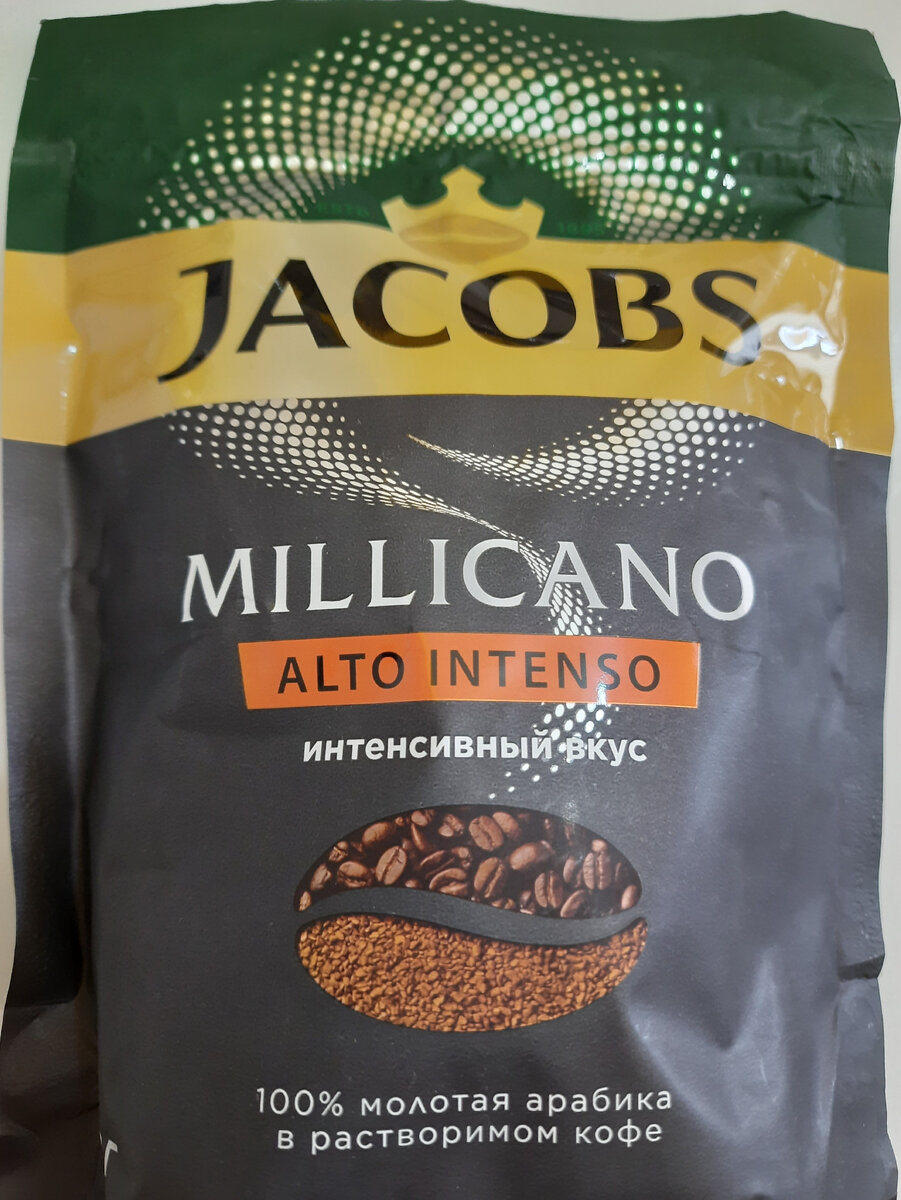 JACOBS
MILLICANO
ALTO INTENSO
интенсивный вкус
100% молотая арабика
в растворимом кофе
г